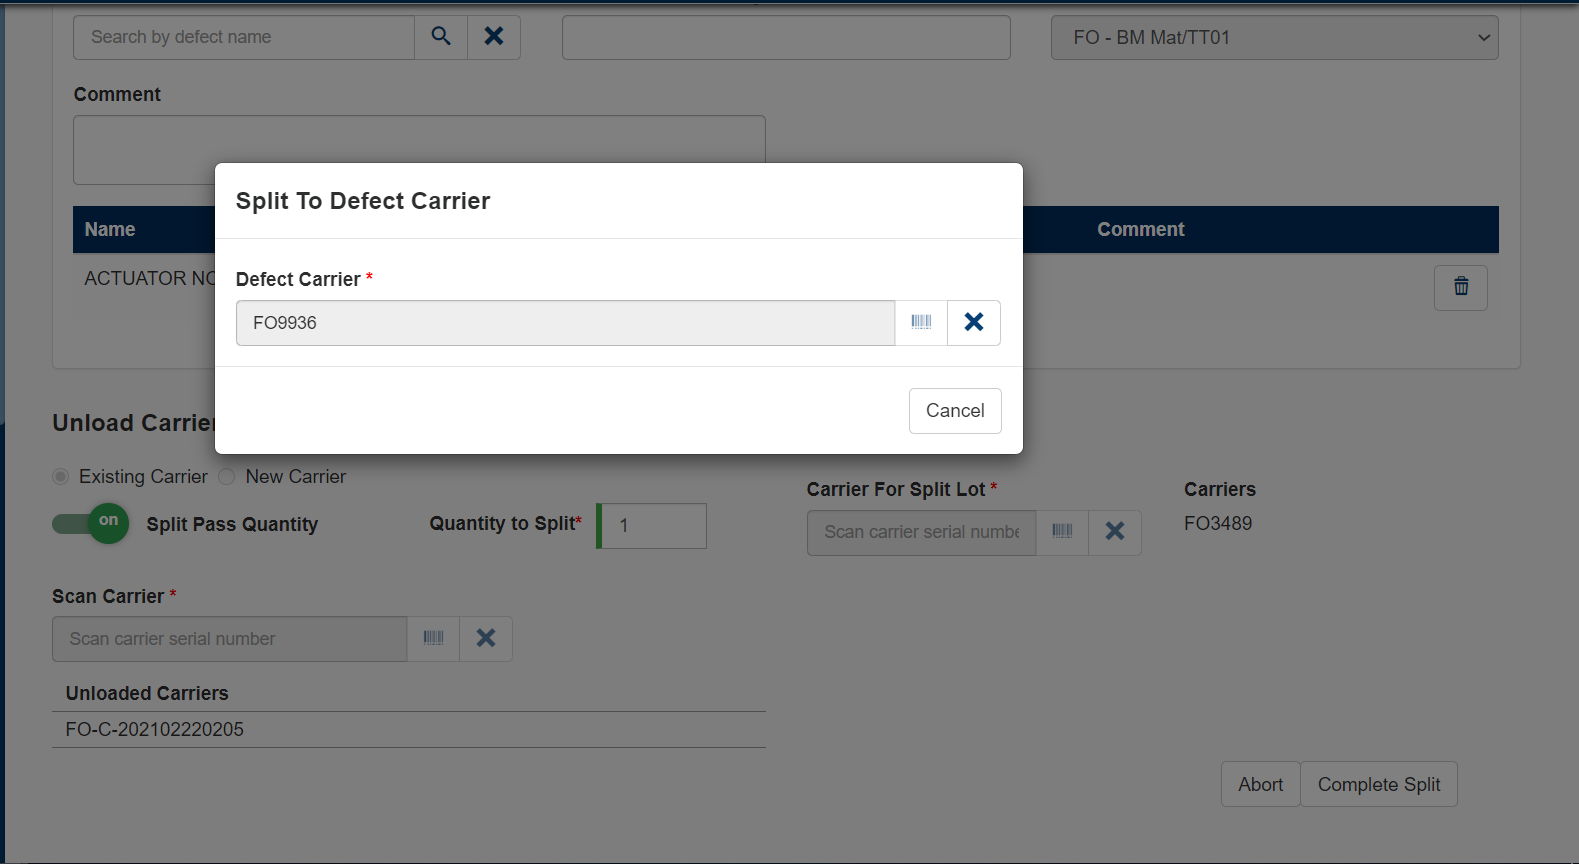 Search by defect name
FO - BM Mat/TT01
Comment
Split To Defect Carrier
Name
Comment
ACTUATOR NO
Defect Carrier *
FO9936
Cancel
Unload Carrier
Existing Carrier
New Carrier
on
Split Pass Quantity
Quantity to Split*
1
Carrier For Split Lot *
Scan carrier serial numbe
Carriers
FO3489
Scan Carrier *
Scan carrier serial number
Unloaded Carriers
FO-C-202102220205
Abort
Complete Split